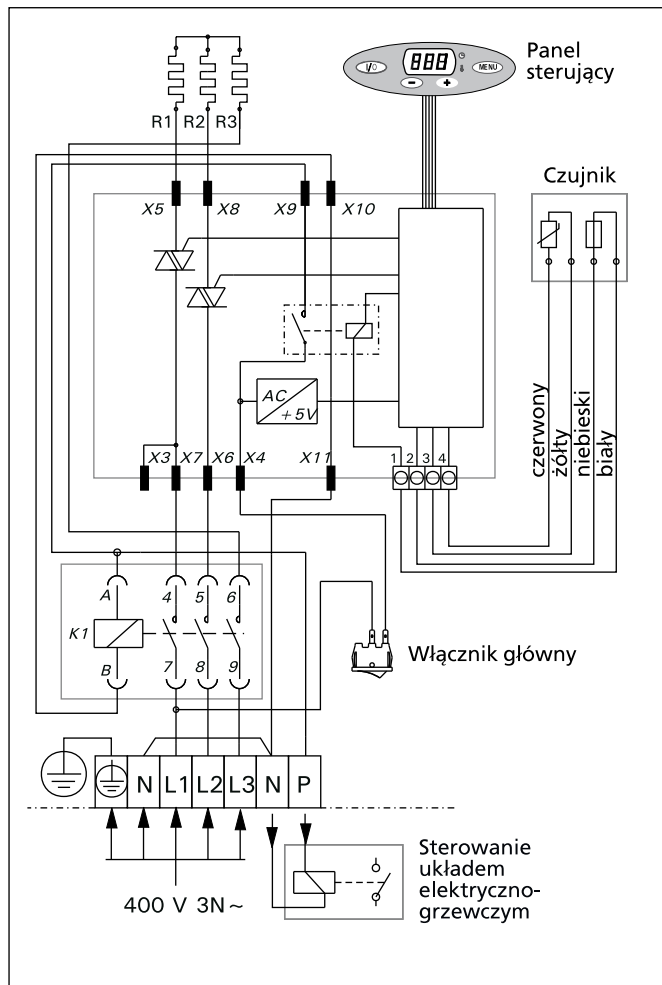 I/O
888
MENU
−
+
Panel
sterujący
R1 R2 R3
Czujnik
X5 X8 X9 X10
AC
+5V
czerwony
żółty
niebieski
biały
X3 X7 X6 X4 X11
1 2 3 4
A 4 5 6
K1
B 7 8 9
Włącznik główny
N L1 L2 L3 N P
400 V 3N~
Sterowanie
układem
elektryczno-
grzewczym